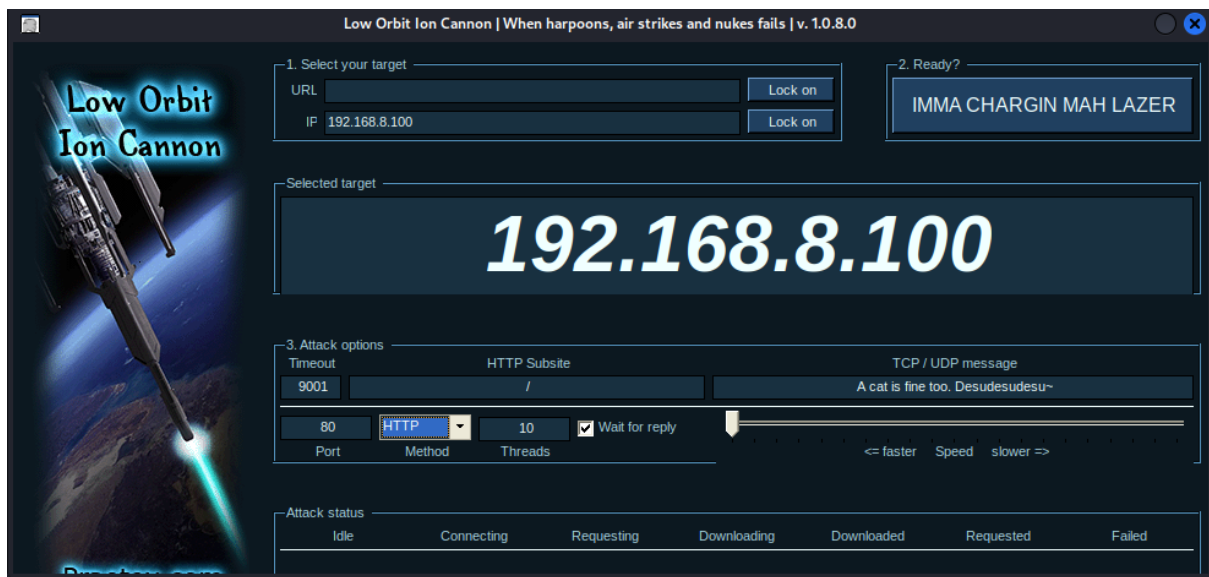 Low Orbit Ion Cannon | When harpoons, air strikes and nukes fails | v. 1.0.8.0
Low Orbit
Ion Cannon
1. Select your target
URL Lock on
IP 192.168.8.100 Lock on
2. Ready?
IMMA CHARGIN MAH LAZER
Selected target
192.168.8.100
3. Attack options
Timeout HTTP Subsite TCP / UDP message
9001 / A cat is fine too. Desudesudesu~
80 HTTP 10 Wait for reply
Port Method Threads <= faster Speed slower =>
Attack status
Idle Connecting Requesting Downloading Downloaded Requested Failed